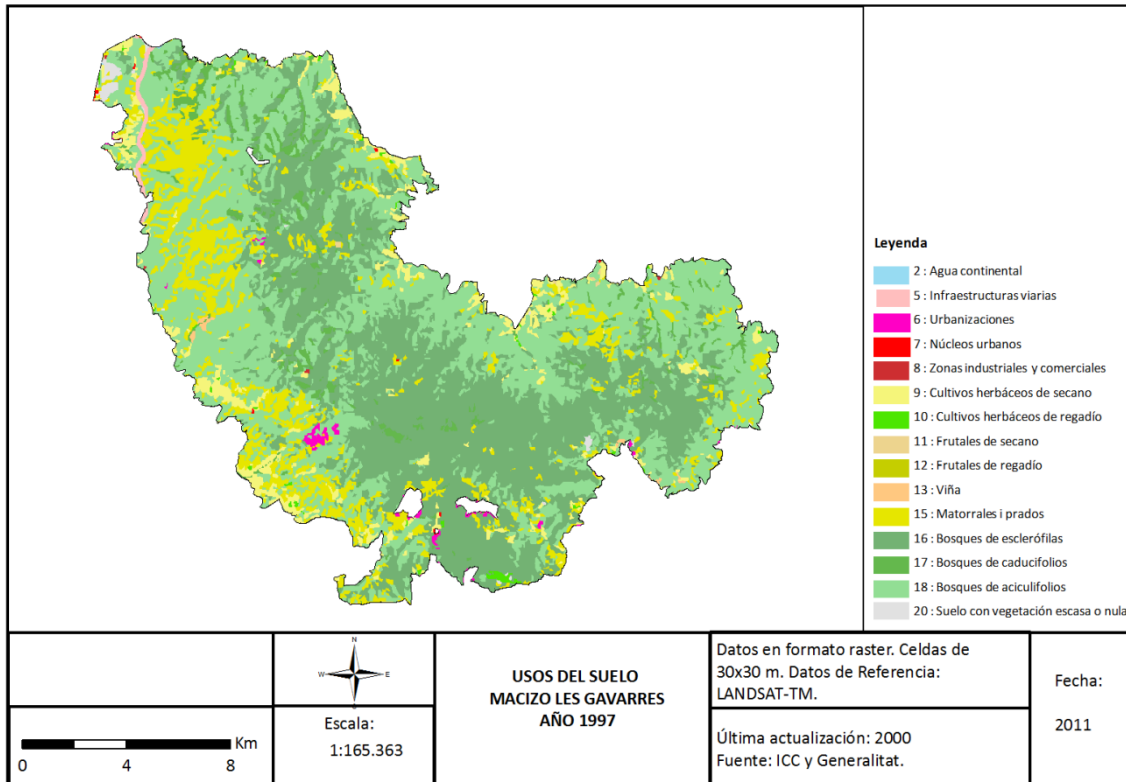 Leyenda
2 : Agua continental
5 : Infraestructuras viarias
6 : Urbanizaciones
7 : Núcleos urbanos
8 : Zonas industriales y comerciales
9 : Cultivos herbáceos de secano
10 : Cultivos herbáceos de regadío
11 : Frutales de secano
12 : Frutales de regadío
13 : Viña
15 : Matorrales i prados
16 : Bosques de esclerófilas
17 : Bosques de caducifolios
18 : Bosques de aciculifolios
20 : Suelo con vegetación escasa o nula
N
W
E
S
Escala:
1:165.363
Km
0 4 8
USOS DEL SUELO
MACIZO LES GAVARRES
AÑO 1997
Datos en formato raster. Celdas de
30x30 m. Datos de Referencia:
LANDSAT-TM.
Última actualización: 2000
Fuente: ICC y Generalitat.
Fecha:
2011